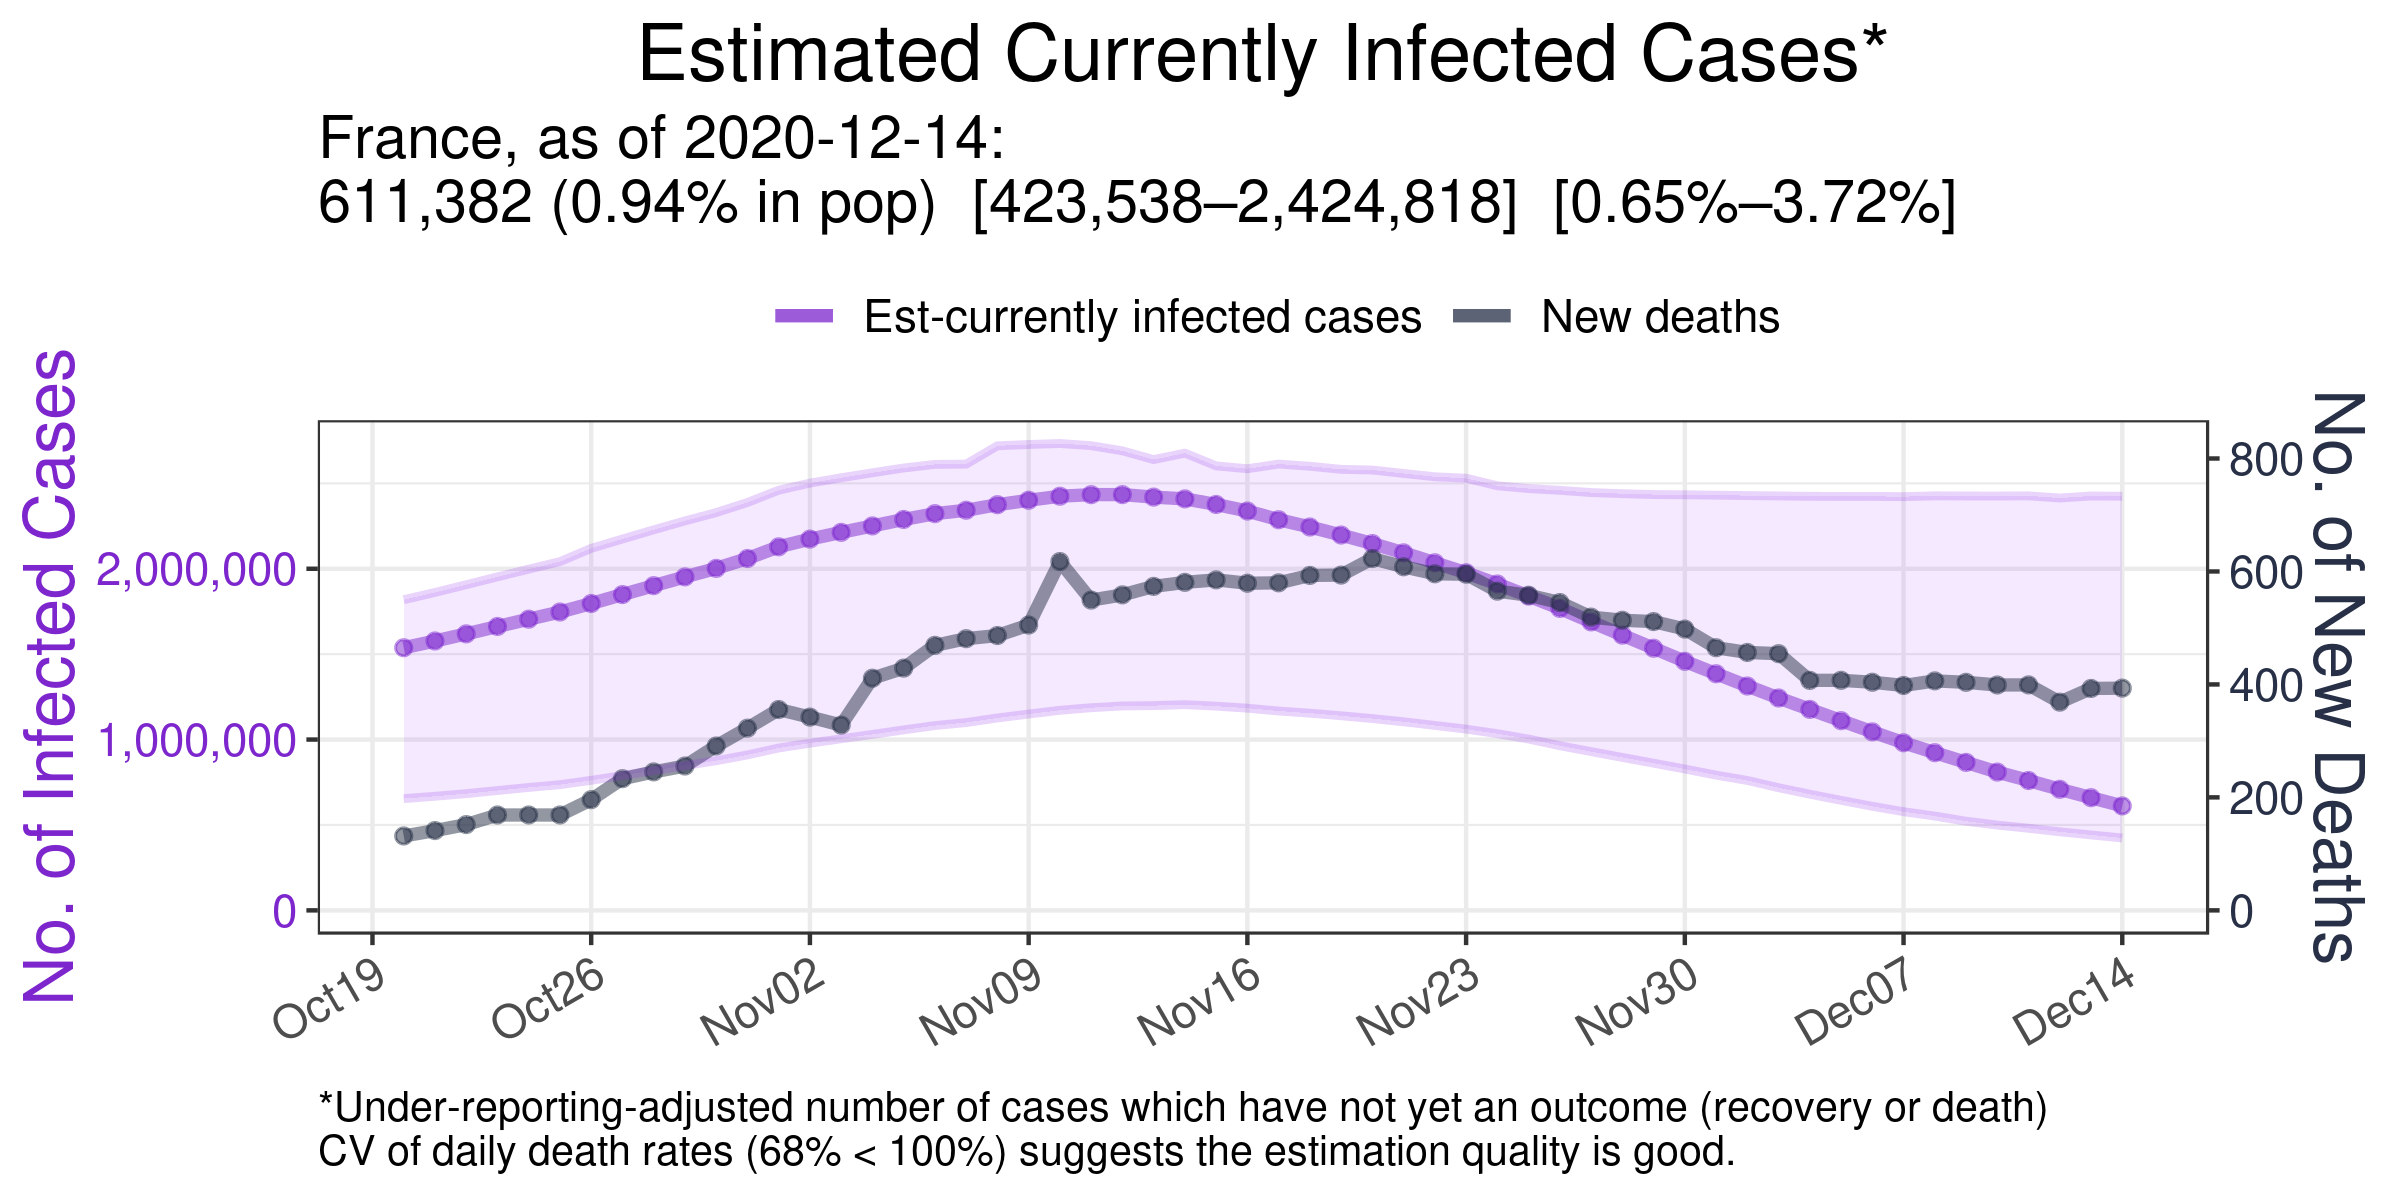 Estimated Currently Infected Cases*
France, as of 2020-12-14:
611,382 (0.94% in pop)  [423,538–2,424,818]  [0.65%–3.72%]
Est-currently infected cases
New deaths
No. of Infected Cases
2,000,000
1,000,000
0
No. of New Deaths
800
600
400
200
0
Oct19
Oct26
Nov02
Nov09
Nov16
Nov23
Nov30
Dec07
Dec14
*Under-reporting-adjusted number of cases which have not yet an outcome (recovery or death)
CV of daily death rates (68% < 100%) suggests the estimation quality is good.